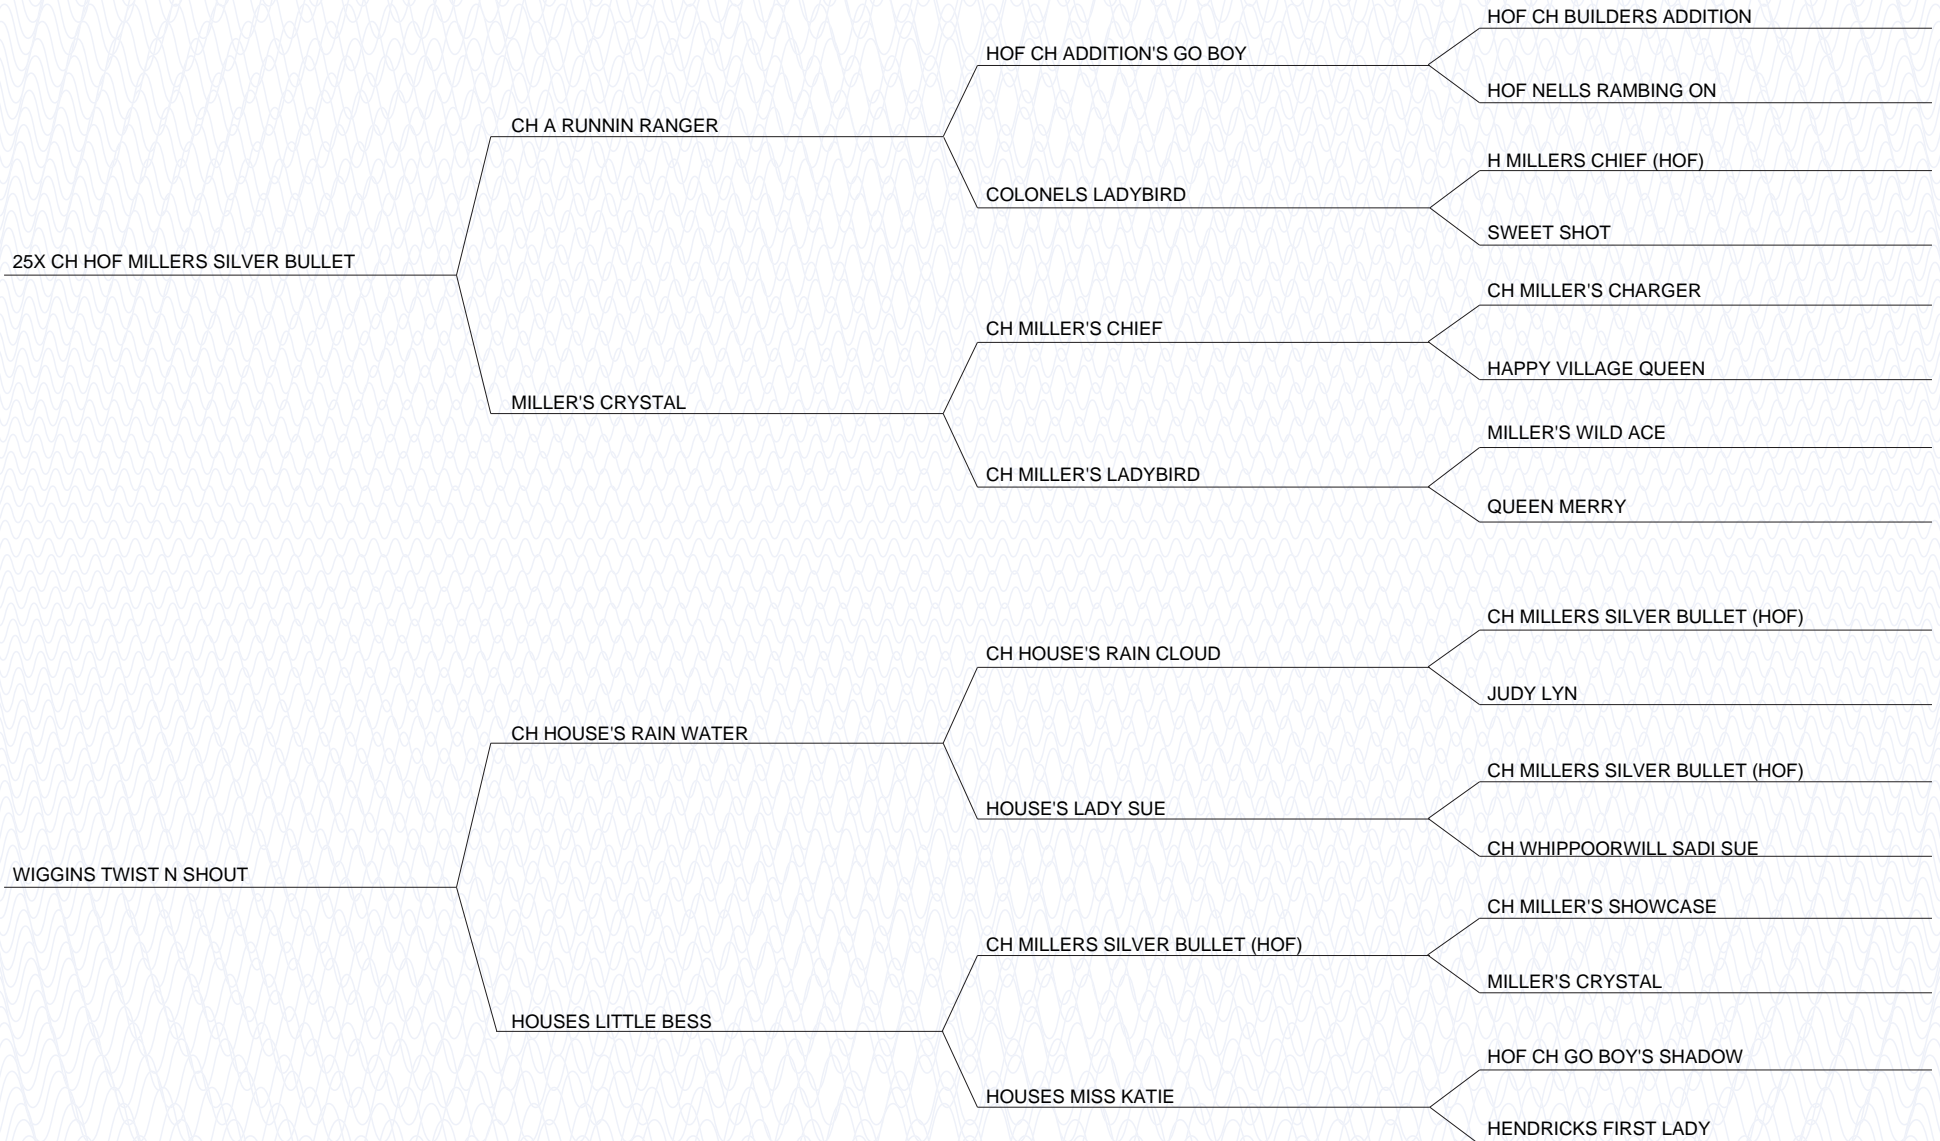 HOF CH BUILDERS ADDITION
HOF CH ADDITION'S GO BOY
HOF NELLS RAMBING ON
CH A RUNNIN RANGER
H MILLERS CHIEF (HOF)
COLONELS LADYBIRD
SWEET SHOT
25X CH HOF MILLERS SILVER BULLET
CH MILLER'S CHARGER
CH MILLER'S CHIEF
HAPPY VILLAGE QUEEN
MILLER'S CRYSTAL
MILLER'S WILD ACE
CH MILLER'S LADYBIRD
QUEEN MERRY
CH MILLERS SILVER BULLET (HOF)
CH HOUSE'S RAIN CLOUD
JUDY LYN
CH HOUSE'S RAIN WATER
CH MILLERS SILVER BULLET (HOF)
HOUSE'S LADY SUE
CH WHIPPOORWILL SADI SUE
WIGGINS TWIST N SHOUT
CH MILLER'S SHOWCASE
CH MILLERS SILVER BULLET (HOF)
MILLER'S CRYSTAL
HOUSES LITTLE BESS
HOF CH GO BOY'S SHADOW
HOUSES MISS KATIE
HENDRICKS FIRST LADY